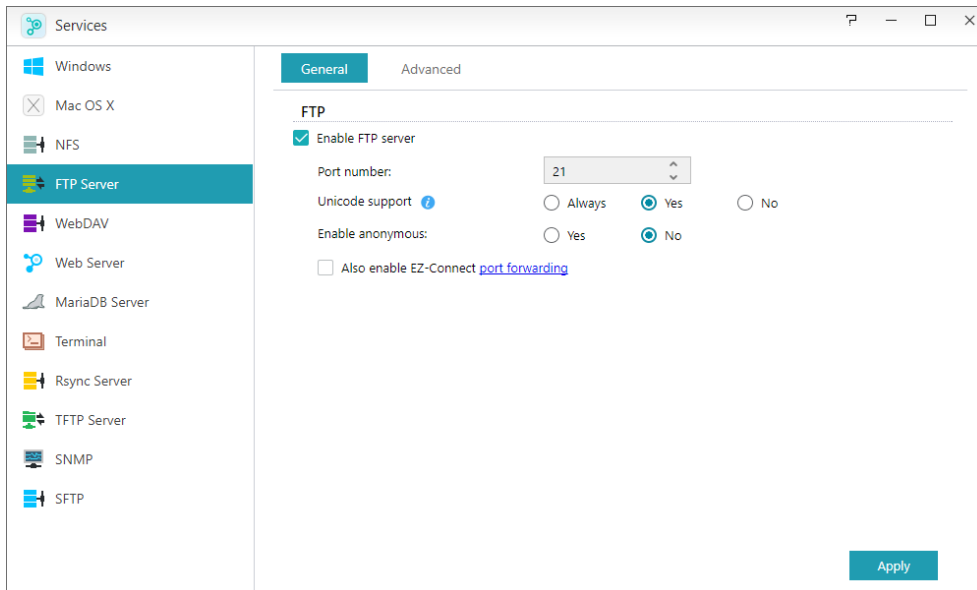 Services
Windows
Mac OS X
NFS
FTP Server
WebDAV
Web Server
MariaDB Server
Terminal
Rsync Server
TFTP Server
SNMP
SFTP
General Advanced
FTP
Enable FTP server
Port number: 21
Unicode support Always Yes No
Enable anonymous: Yes No
Also enable EZ-Connect port forwarding
Apply